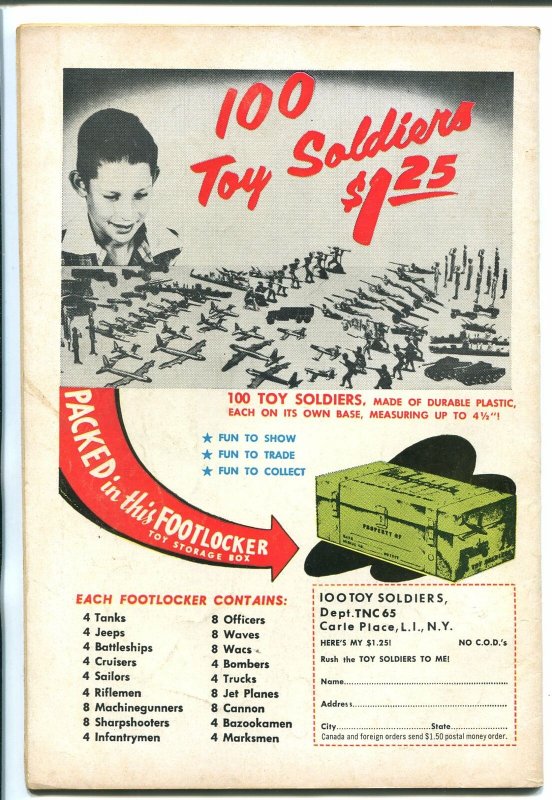 100
Toy Soldiers
$1.25
100 TOY SOLDIERS, MADE OF DURABLE PLASTIC,
EACH ON ITS OWN BASE, MEASURING UP TO 4½"!
★ FUN TO SHOW
★ FUN TO TRADE
★ FUN TO COLLECT
PACKED in this FOOTLOCKER
TOY STORAGE BOX
PROPERTY OF
EACH FOOTLOCKER CONTAINS:
4 Tanks
4 Jeeps
4 Battleships
4 Cruisers
4 Sailors
4 Riflemen
8 Machinegunners
8 Sharpshooters
4 Infantrymen
8 Officers
8 Waves
8 Wacs
4 Bombers
4 Trucks
8 Jet Planes
8 Cannon
4 Bazookamen
4 Marksmen
100 TOY SOLDIERS,
Dept. TNC 65
Carle Place, L.I., N.Y.
HERE'S MY $1.25! NO C.O.D.'s
Rush the TOY SOLDIERS TO ME!
Name
Address
City State
Canada and foreign orders send $1.50 postal money order.